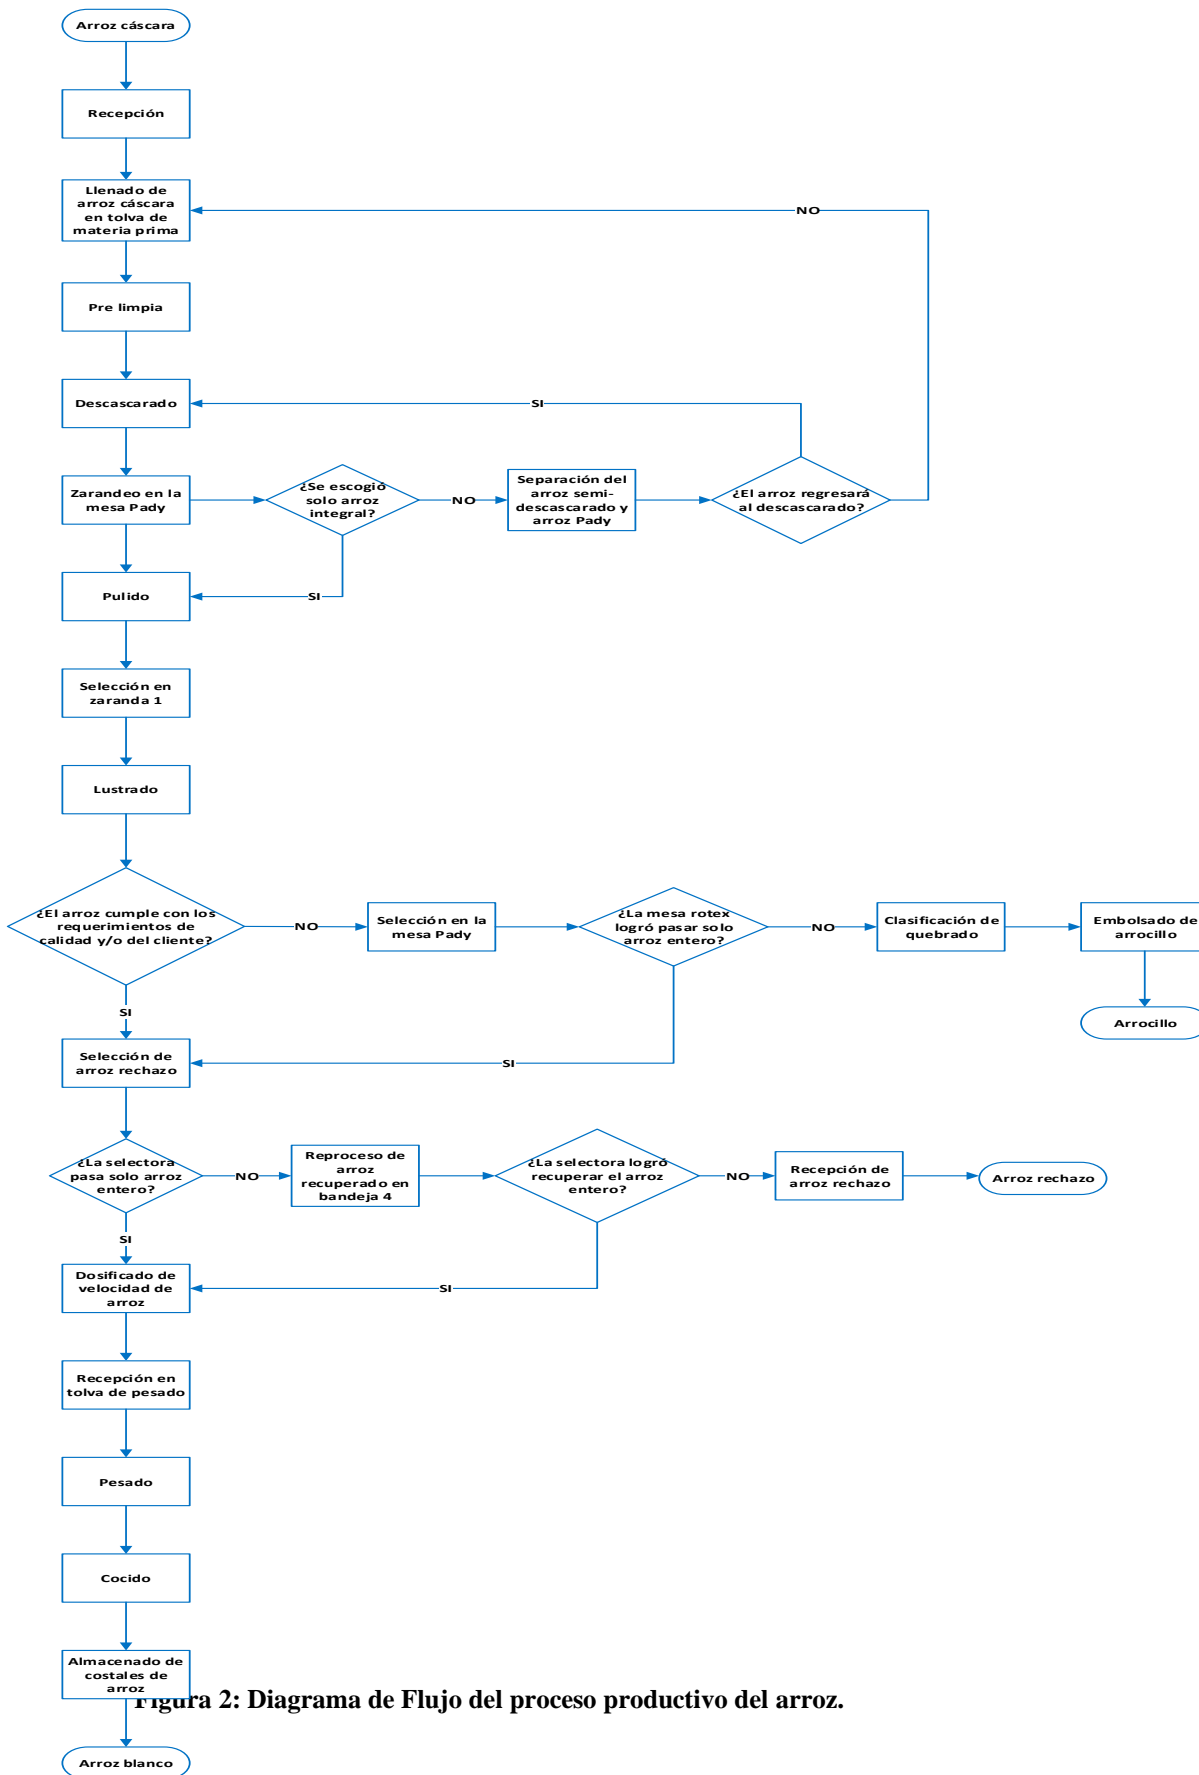 Arroz cáscara
Recepción
Llenado de
arroz cáscara
en tolva de
materia prima
NO
Pre limpia
Descascarado
SI
Zarandeo en la
mesa Pady
¿Se escogió
solo arroz
integral?
NO
Separación del
arroz semi-
descascarado y
arroz Pady
¿El arroz regresará
al descascarado?
Pulido
SI
Selección en
zaranda 1
Lustrado
¿El arroz cumple con los
requerimientos de
calidad y/o del cliente?
NO
Selección en la
mesa Pady
¿La mesa rotex
logró pasar solo
arroz entero?
NO
Clasificación de
quebrado
Embolsado de
arrocillo
SI
Arrocillo
Selección de
arroz rechazo
SI
¿La selectora
pasa solo arroz
entero?
NO
Reproceso de
arroz
recuperado en
bandeja 4
¿La selectora logró
recuperar el arroz
entero?
NO
Recepción de
arroz rechazo
Arroz rechazo
SI
Dosificado de
velocidad de
arroz
SI
Recepción en
tolva de pesado
Pesado
Cocido
Almacenado de
costales de
arroz
Figura 2: Diagrama de Flujo del proceso productivo del arroz.
Arroz blanco